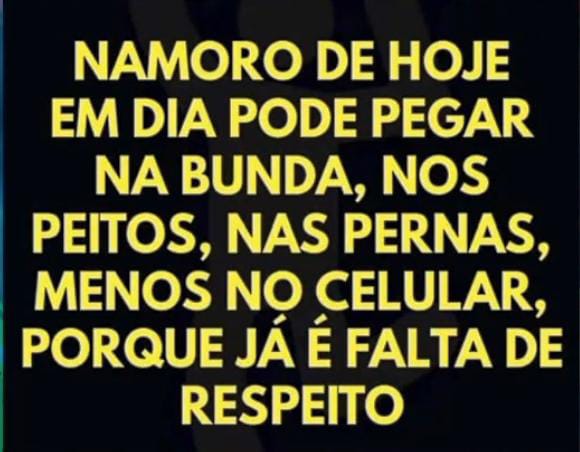 NAMORO DE HOJE
EM DIA PODE PEGAR
NA BUNDA, NOS
PEITOS, NAS PERNAS,
MENOS NO CELULAR,
PORQUE JÁ É FALTA DE
RESPEITO